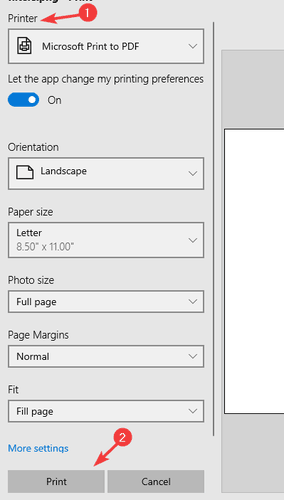 Printer
1
Microsoft Print to PDF
Let the app change my printing preferences
On
Orientation
Landscape
Paper size
Letter
8.50" x 11.00"
Photo size
Full page
Page Margins
Normal
Fit
Fill page
More settings
2
Print
Cancel